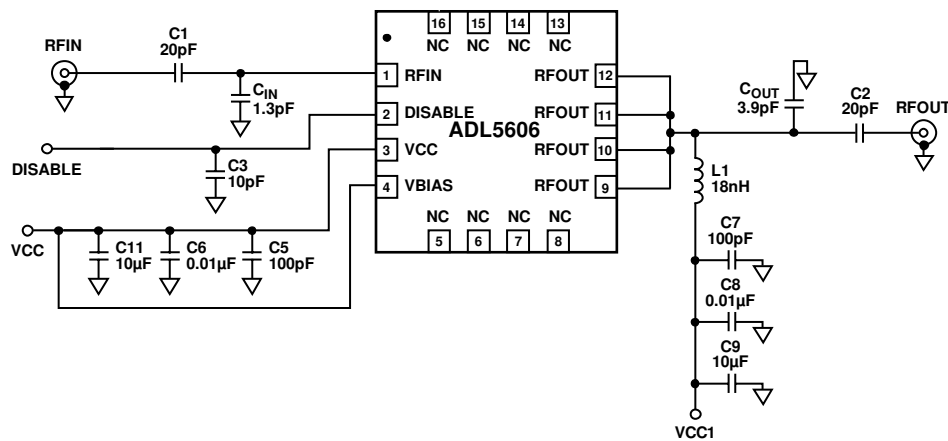 16 15 14 13
NC NC NC NC
RFIN
C1
20pF
C_IN
1.3pF
1 RFIN
2 DISABLE
3 VCC
4 VBIAS
ADL5606
RFOUT 12
RFOUT 11
RFOUT 10
RFOUT 9
NC NC NC NC
5 6 7 8
DISABLE
C3
10pF
VCC
C11
10µF
C6
0.01µF
C5
100pF
C_OUT
3.9pF
C2
20pF
RFOUT
L1
18nH
C7
100pF
C8
0.01µF
C9
10µF
VCC1